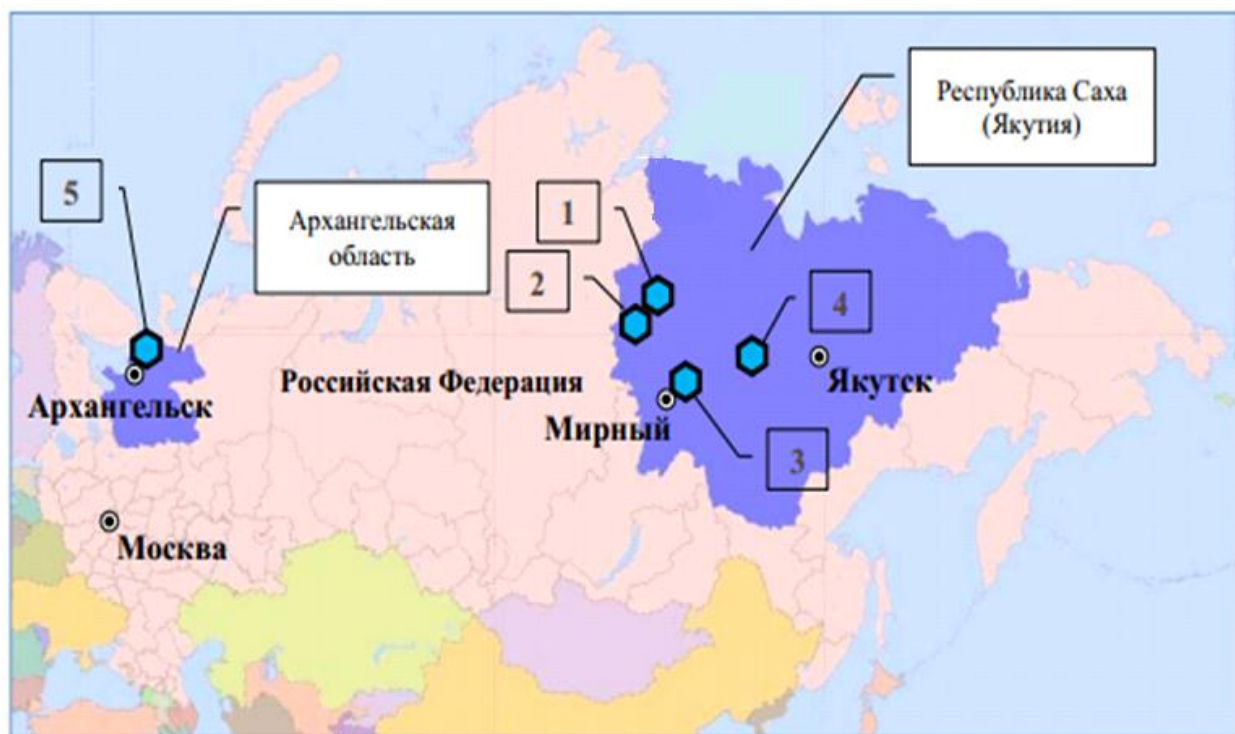 Республика Саха
(Якутия)
5
Архангельская
область
1
2
4
Российская Федерация
Якутск
Архангельск
Мирный
3
Москва